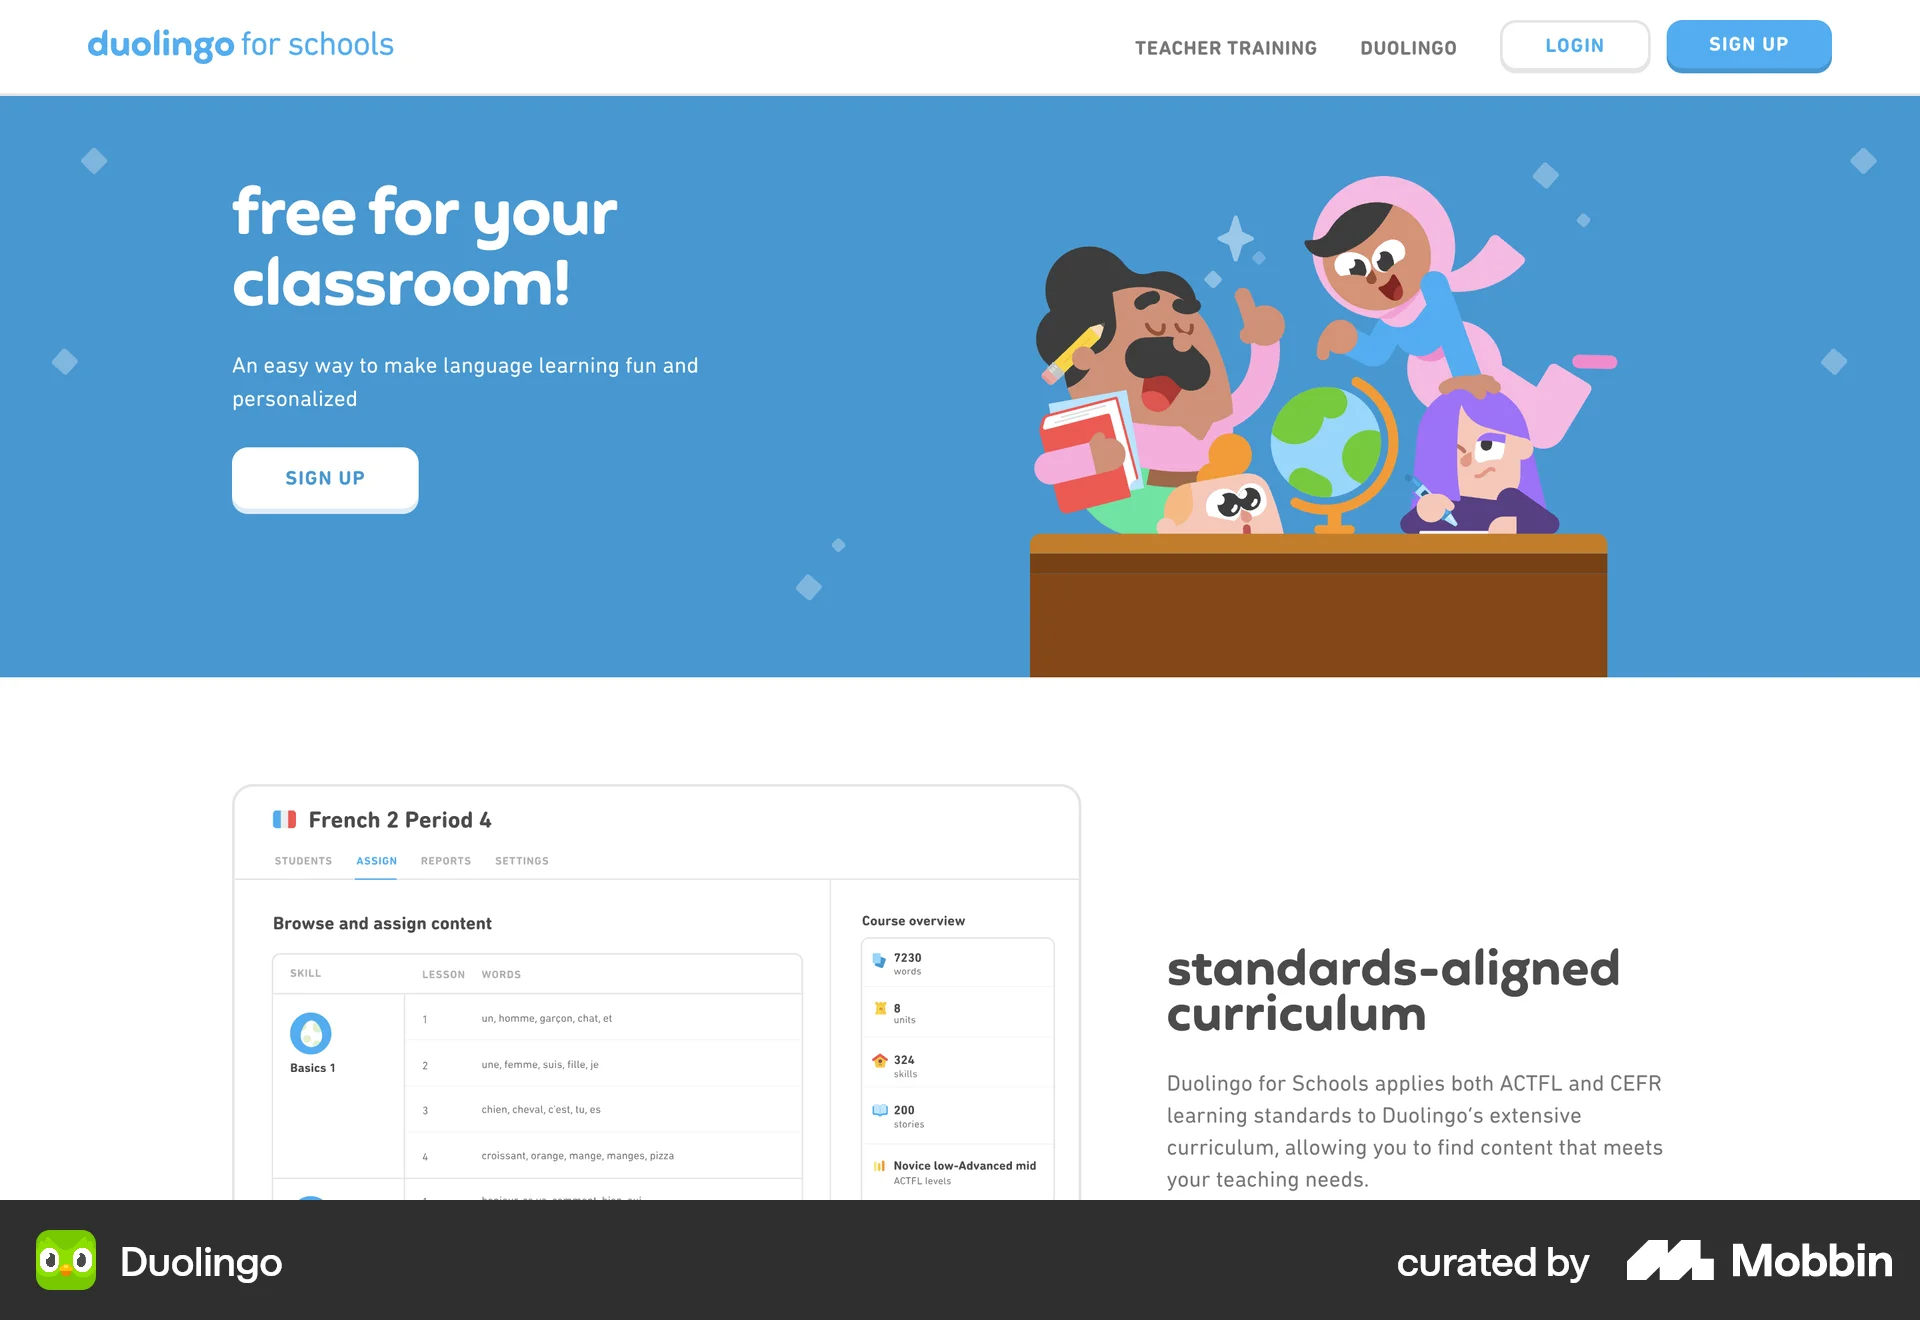 duolingo for schools
TEACHER TRAINING
DUOLINGO
LOGIN
SIGN UP
free for your
classroom!
An easy way to make language learning fun and
personalized
SIGN UP
French 2 Period 4
STUDENTS
ASSIGN
REPORTS
SETTINGS
Browse and assign content
SKILL
LESSON
WORDS
Basics 1
1
un, homme, garçon, chat, et
2
une, femme, suis, fille, je
3
chien, cheval, c'est, tu, es
4
croissant, orange, mange, manges, pizza
Course overview
7230
words
8
units
324
skills
200
stories
Novice low-Advanced mid
ACTFL levels
standards-aligned
curriculum
Duolingo for Schools applies both ACTFL and CEFR
learning standards to Duolingo’s extensive
curriculum, allowing you to find content that meets
your teaching needs.
Duolingo
curated by
Mobbin